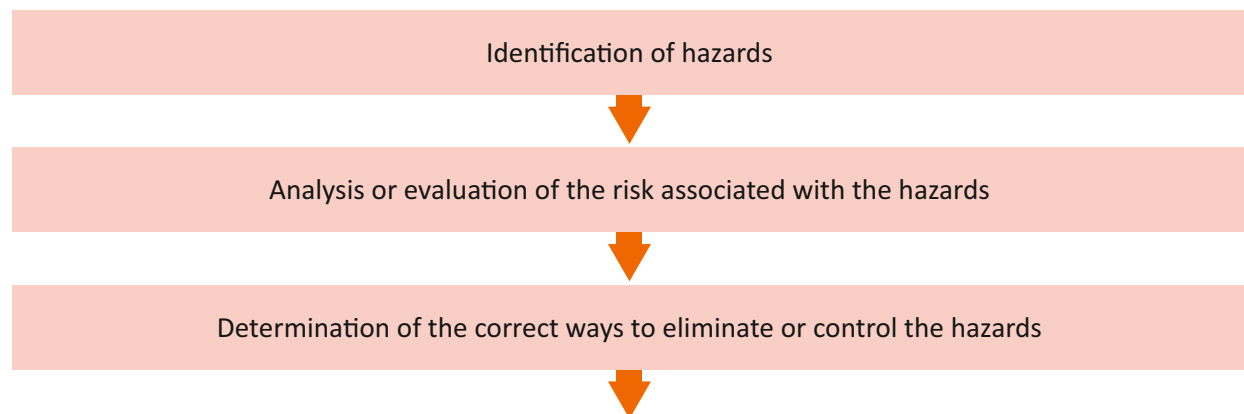 Identification of hazards
Analysis or evaluation of the risk associated with the hazards
Determination of the correct ways to eliminate or control the hazards